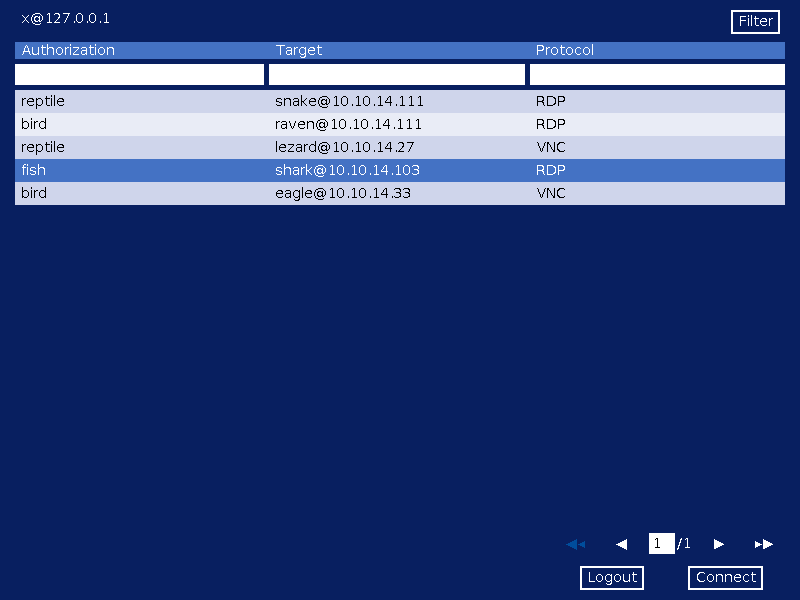 x@127.0.0.1
Filter
Authorization Target Protocol
reptile snake@10.10.14.111 RDP
bird raven@10.10.14.111 RDP
reptile lezard@10.10.14.27 VNC
fish shark@10.10.14.103 RDP
bird eagle@10.10.14.33 VNC
1 /1
Logout Connect